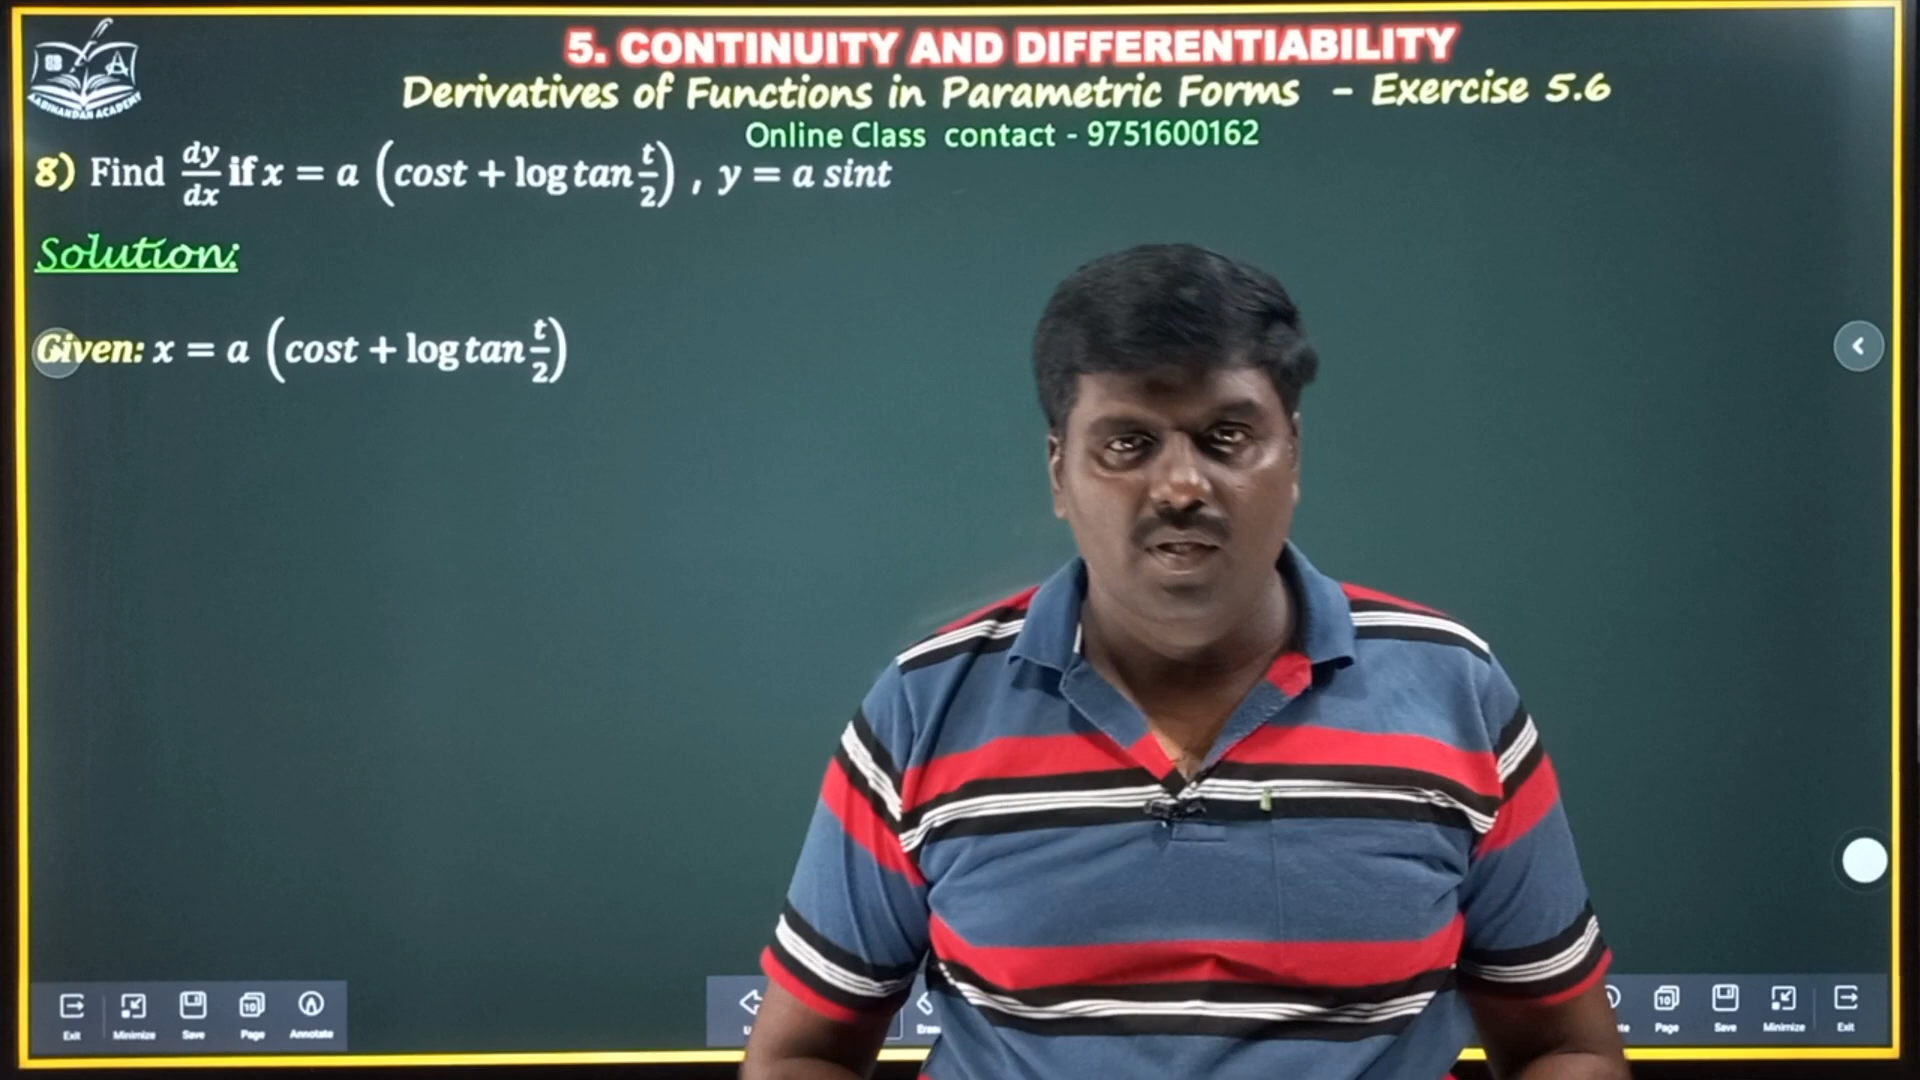 5. CONTINUITY AND DIFFERENTIABILITY
Derivatives of Functions in Parametric Forms – Exercise 5.6
Online Class contact - 9751600162
AABINANDAN ACADEMY
8) Find dy/dx if x = a (cost + log tan t/2) , y = a sint
Solution:
Given: x = a (cost + log tan t/2)
Exit Minimize Save Page Annotate
Page Save Minimize Exit